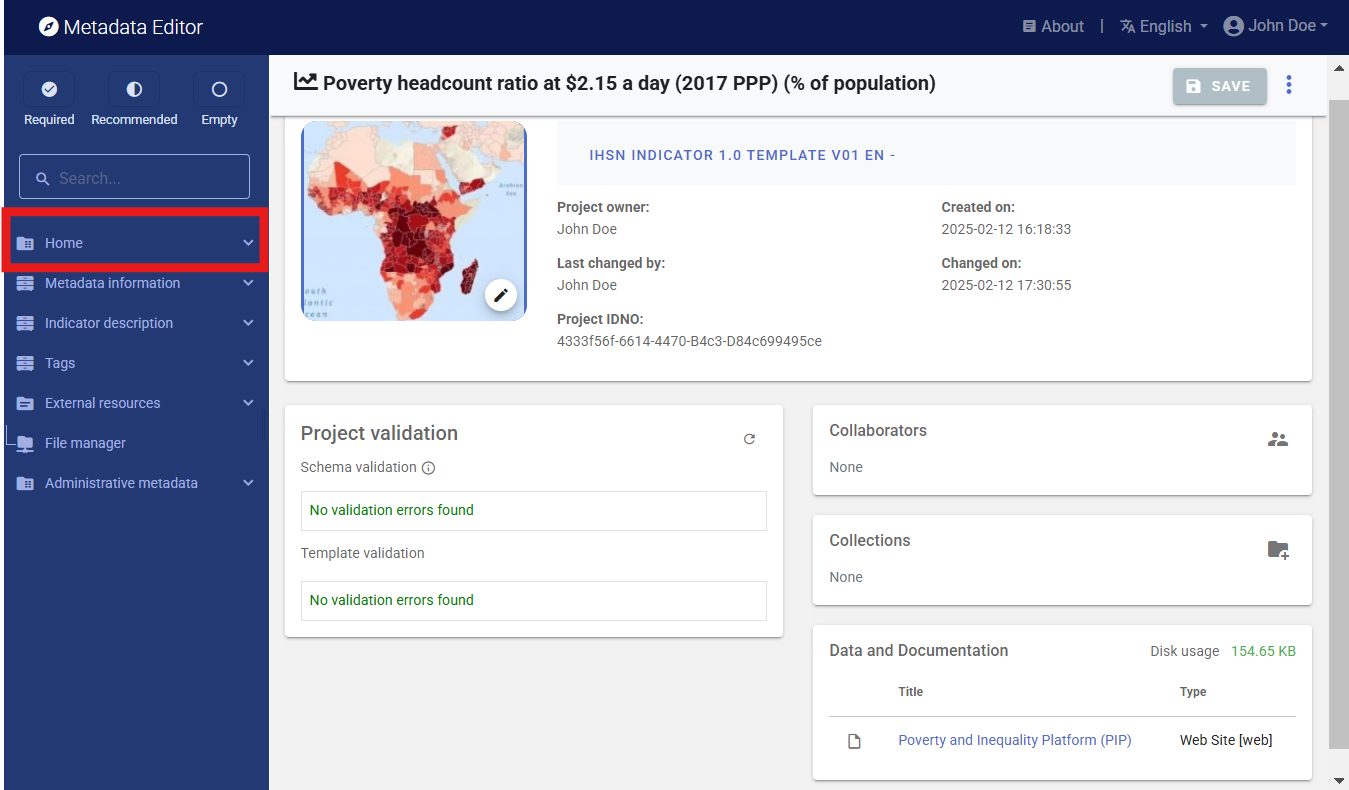 Metadata Editor
About | English John Doe
Required Recommended Empty
Search...
Home
Metadata information
Indicator description
Tags
External resources
File manager
Administrative metadata
Poverty headcount ratio at $2.15 a day (2017 PPP) (% of population)
SAVE
Arabian
Sea
outh
lantic
cean
IHSN INDICATOR 1.0 TEMPLATE V01 EN -
Project owner:
John Doe
Created on:
2025-02-12 16:18:33
Last changed by:
John Doe
Changed on:
2025-02-12 17:30:55
Project IDNO:
4333f56f-6614-4470-B4c3-D84c699495ce
Project validation
Schema validation
No validation errors found
Template validation
No validation errors found
Collaborators
None
Collections
None
Data and Documentation
Disk usage 154.65 KB
Title Type
Poverty and Inequality Platform (PIP) Web Site [web]